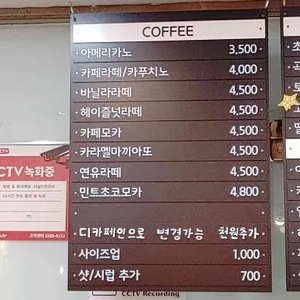 COFFEE
· 아메리카노 3,500
· 카페라떼/카푸치노 4,000
· 바닐라라떼 4,500
· 헤이즐넛라떼 4,500
· 카페모카 4,500
· 카라멜마끼아또 4,500
· 연유라떼 4,500
· 민트초코모카 4,800
· 디카페인으로 변경가능 천원추가
· 사이즈업 1,000
· 샷/시럽 추가 700
CCTV 녹화중
CCTV Recording